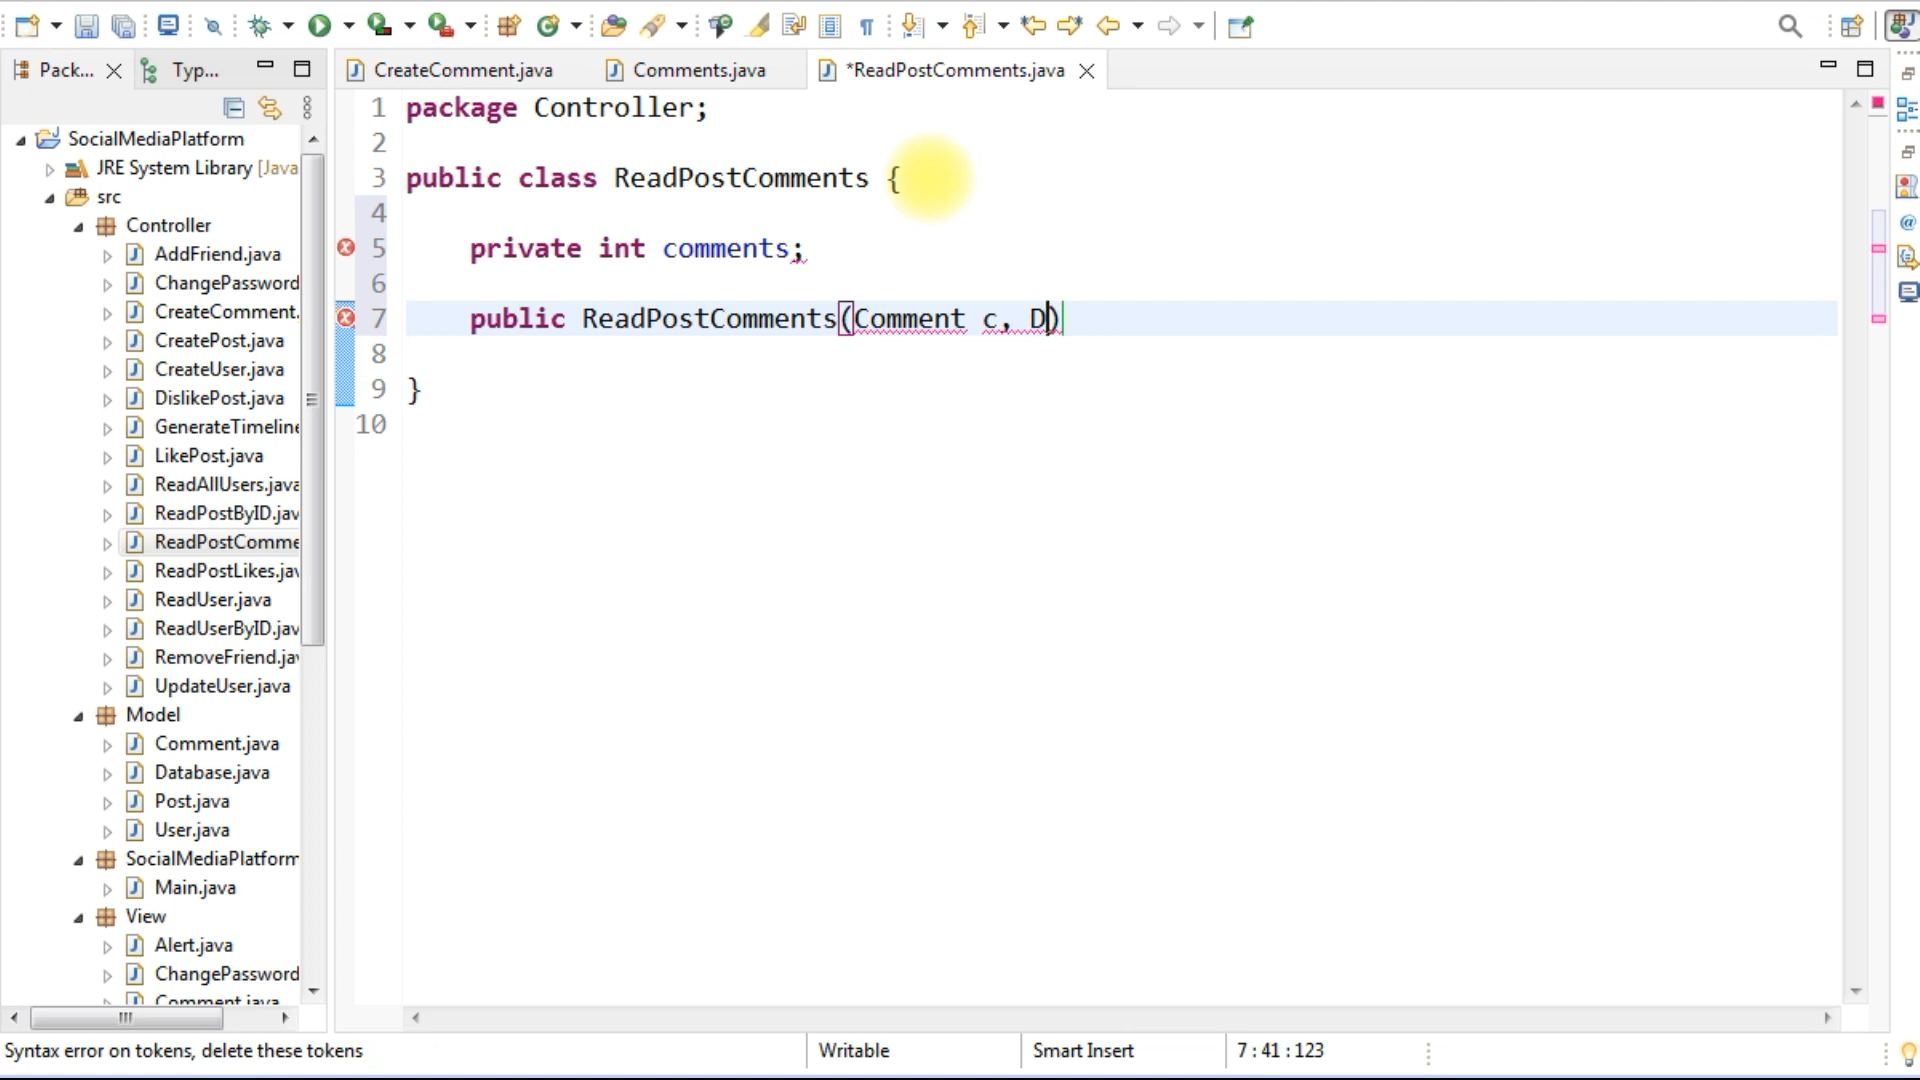 Pack...
Typ...
CreateComment.java
Comments.java
*ReadPostComments.java
SocialMediaPlatform
JRE System Library [Java
src
Controller
AddFriend.java
ChangePassword
CreateComment.
CreatePost.java
CreateUser.java
DislikePost.java
GenerateTimeline
LikePost.java
ReadAllUsers.java
ReadPostByID.jav
ReadPostComme
ReadPostLikes.jav
ReadUser.java
ReadUserByID.jav
RemoveFriend.jav
UpdateUser.java
Model
Comment.java
Database.java
Post.java
User.java
SocialMediaPlatform
Main.java
View
Alert.java
ChangePassword
Comment.java
1 package Controller;
2
3 public class ReadPostComments {
4
5 private int comments;
6
7 public ReadPostComments(Comment c, D)
8
9 }
10
Syntax error on tokens, delete these tokens
Writable
Smart Insert
7 : 41 : 123